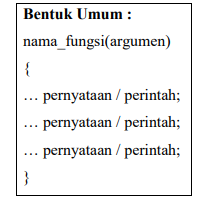 Bentuk Umum :
nama_fungsi(argumen)
{
… pernyataan / perintah;
… pernyataan / perintah;
… pernyataan / perintah;
}